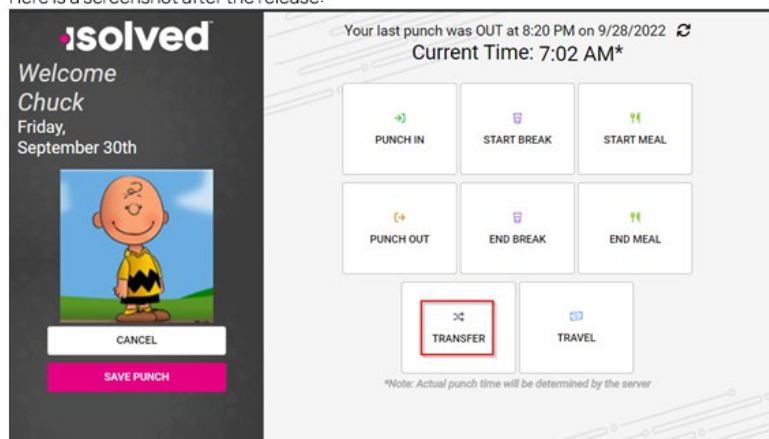 Here is a screenshot after the release:
isolved
Welcome
Chuck
Friday,
September 30th
CANCEL
SAVE PUNCH
Your last punch was OUT at 8:20 PM on 9/28/2022
Current Time: 7:02 AM*
PUNCH IN
START BREAK
START MEAL
PUNCH OUT
END BREAK
END MEAL
TRANSFER
TRAVEL
*Note: Actual punch time will be determined by the server